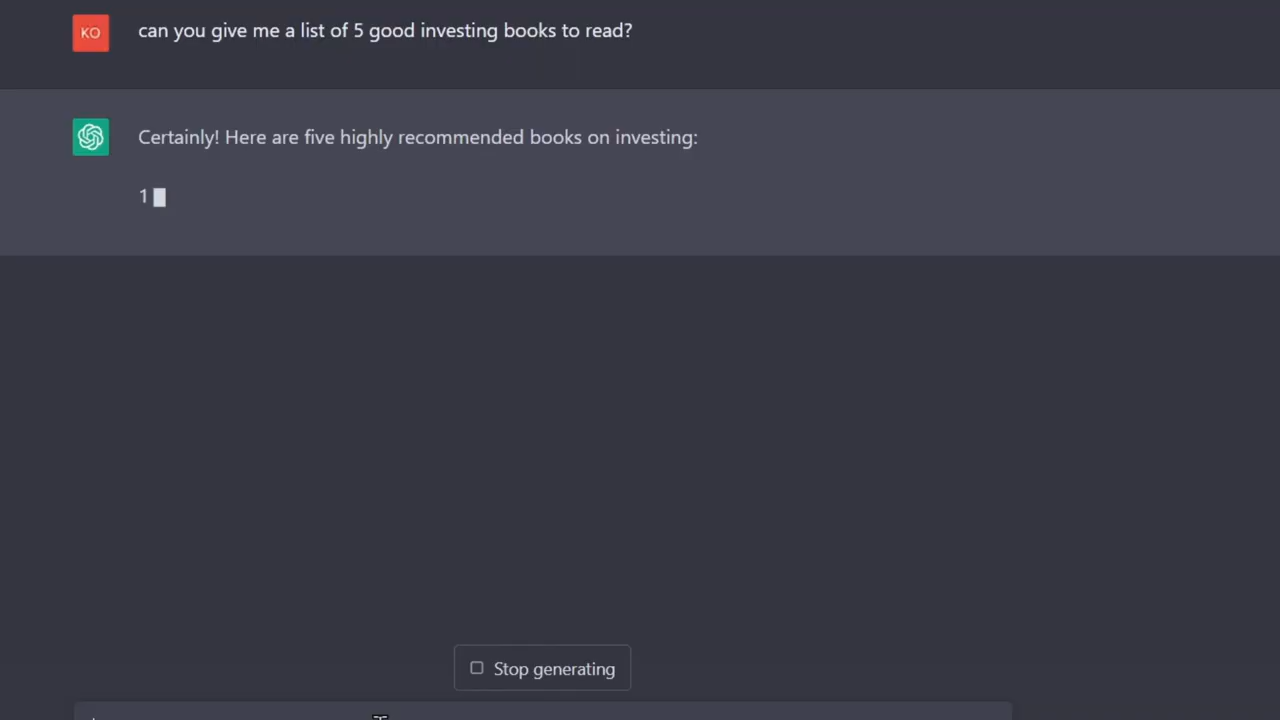 KO
can you give me a list of 5 good investing books to read?
Certainly! Here are five highly recommended books on investing:
1
Stop generating